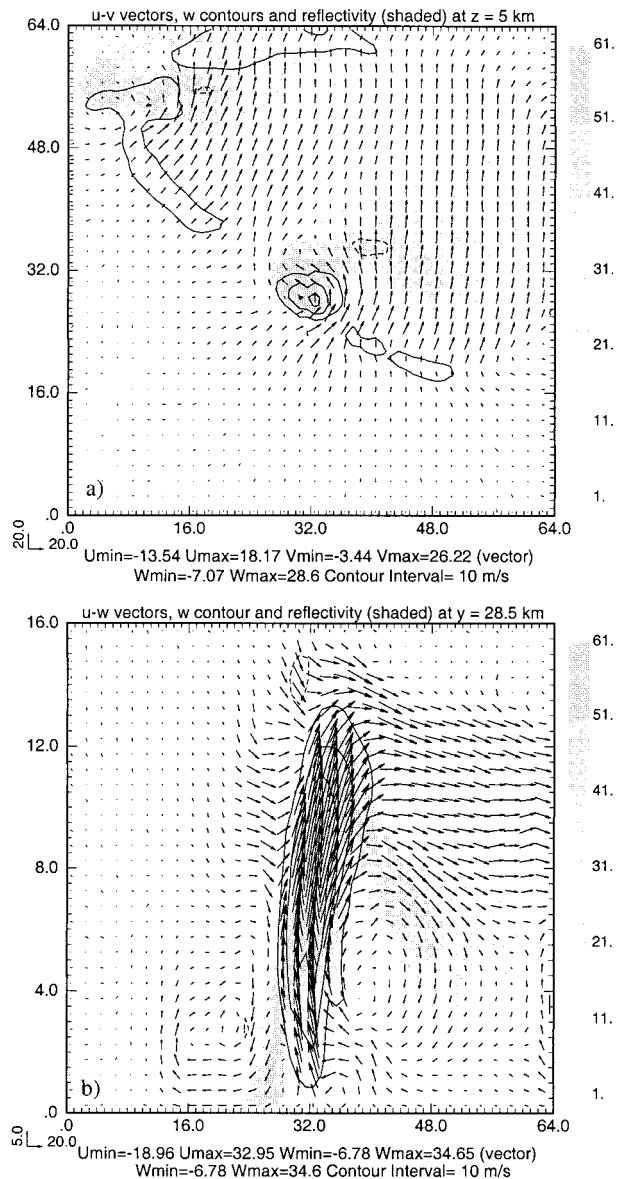 u-v vectors, w contours and reflectivity (shaded) at z = 5 km
64.0
48.0
32.0
16.0
.0
a)
.0 16.0 32.0 48.0 64.0
61.
51.
41.
31.
21.
11.
1.
20.0
20.0
Umin=-13.54 Umax=18.17 Vmin=-3.44 Vmax=26.22 (vector)
Wmin=-7.07 Wmax=28.6 Contour Interval= 10 m/s
u-w vectors, w contour and reflectivity (shaded) at y = 28.5 km
16.0
12.0
8.0
4.0
.0
b)
.0 16.0 32.0 48.0 64.0
61.
51.
41.
31.
21.
11.
1.
5.0
20.0
Umin=-18.96 Umax=32.95 Wmin=-6.78 Wmax=34.65 (vector)
Wmin=-6.78 Wmax=34.6 Contour Interval= 10 m/s